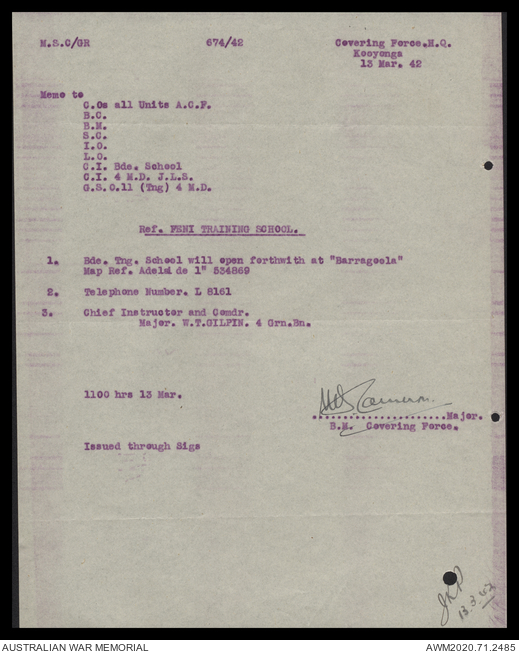 M.S.C/GR 674/42 Covering Force.H.Q.
Kooyonga
13 Mar. 42
Memo to
C.Os all Units A.C.F.
B.C.
B.M.
S.C.
I.O.
L.O.
C.I. Bde. School
C.I. 4 M.D. J.L.S.
G.S.O.11 (Tng) 4 M.D.
Ref. FENI TRAINING SCHOOL.
1. Bde. Tng. School will open forthwith at "Barragoola"
Map Ref. Adelaide 1" 534869
2. Telephone Number. L 8161
3. Chief Instructor and Comdr.
Major. W.T.GILPIN. 4 Grn.Bn.
1100 hrs 13 Mar.
Cameron.
......................Major.
B.M. Covering Force.
Issued through Sigs
13.3.42
AUSTRALIAN WAR MEMORIAL AWM2020.71.2485